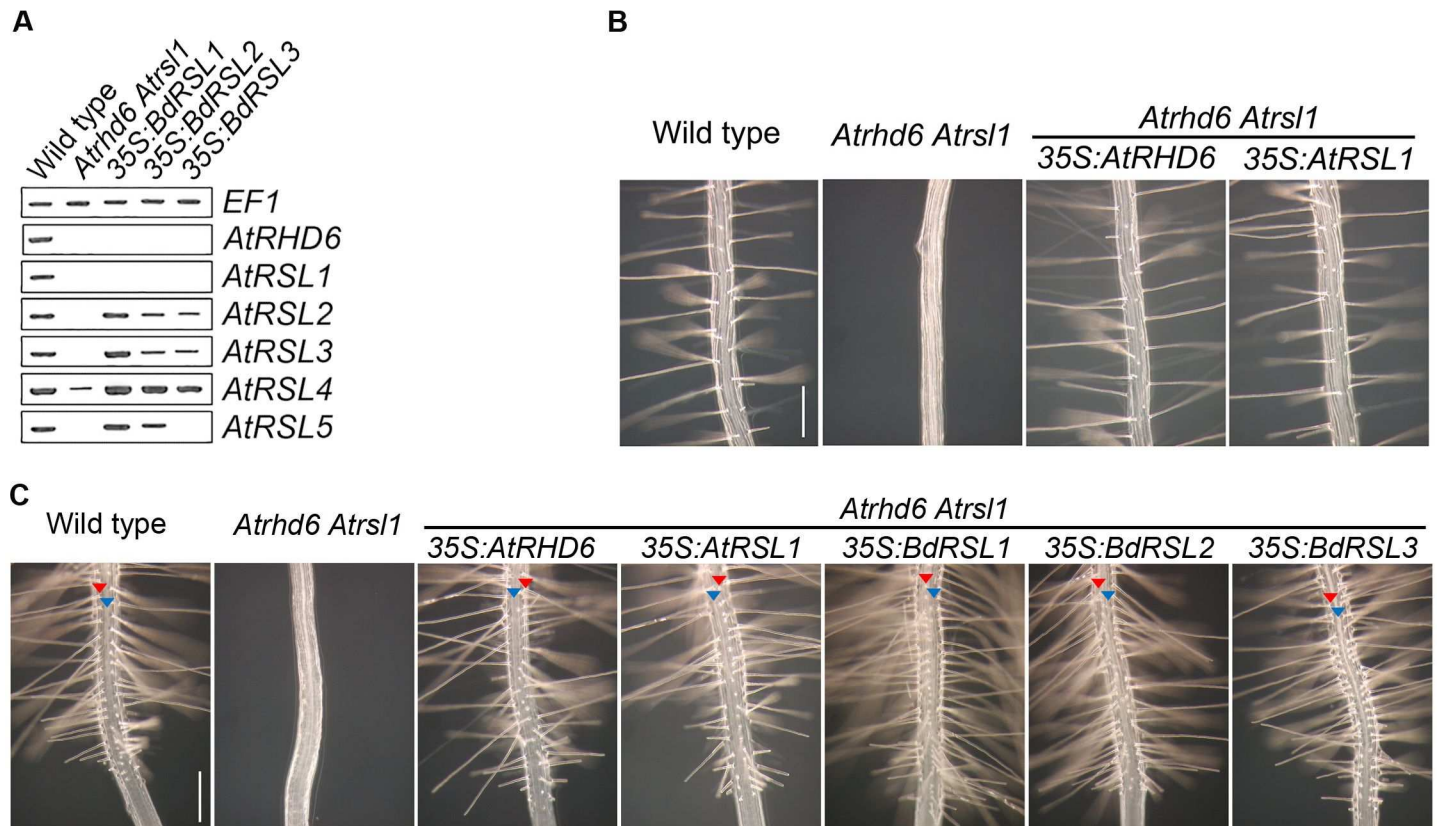 A
Wild type
Atrhd6 Atrsl1
35S:BdRSL1
35S:BdRSL2
35S:BdRSL3
EF1
AtRHD6
AtRSL1
AtRSL2
AtRSL3
AtRSL4
AtRSL5
B
Wild type
Atrhd6 Atrsl1
Atrhd6 Atrsl1
35S:AtRHD6
35S:AtRSL1
C
Wild type
Atrhd6 Atrsl1
Atrhd6 Atrsl1
35S:AtRHD6
35S:AtRSL1
35S:BdRSL1
35S:BdRSL2
35S:BdRSL3